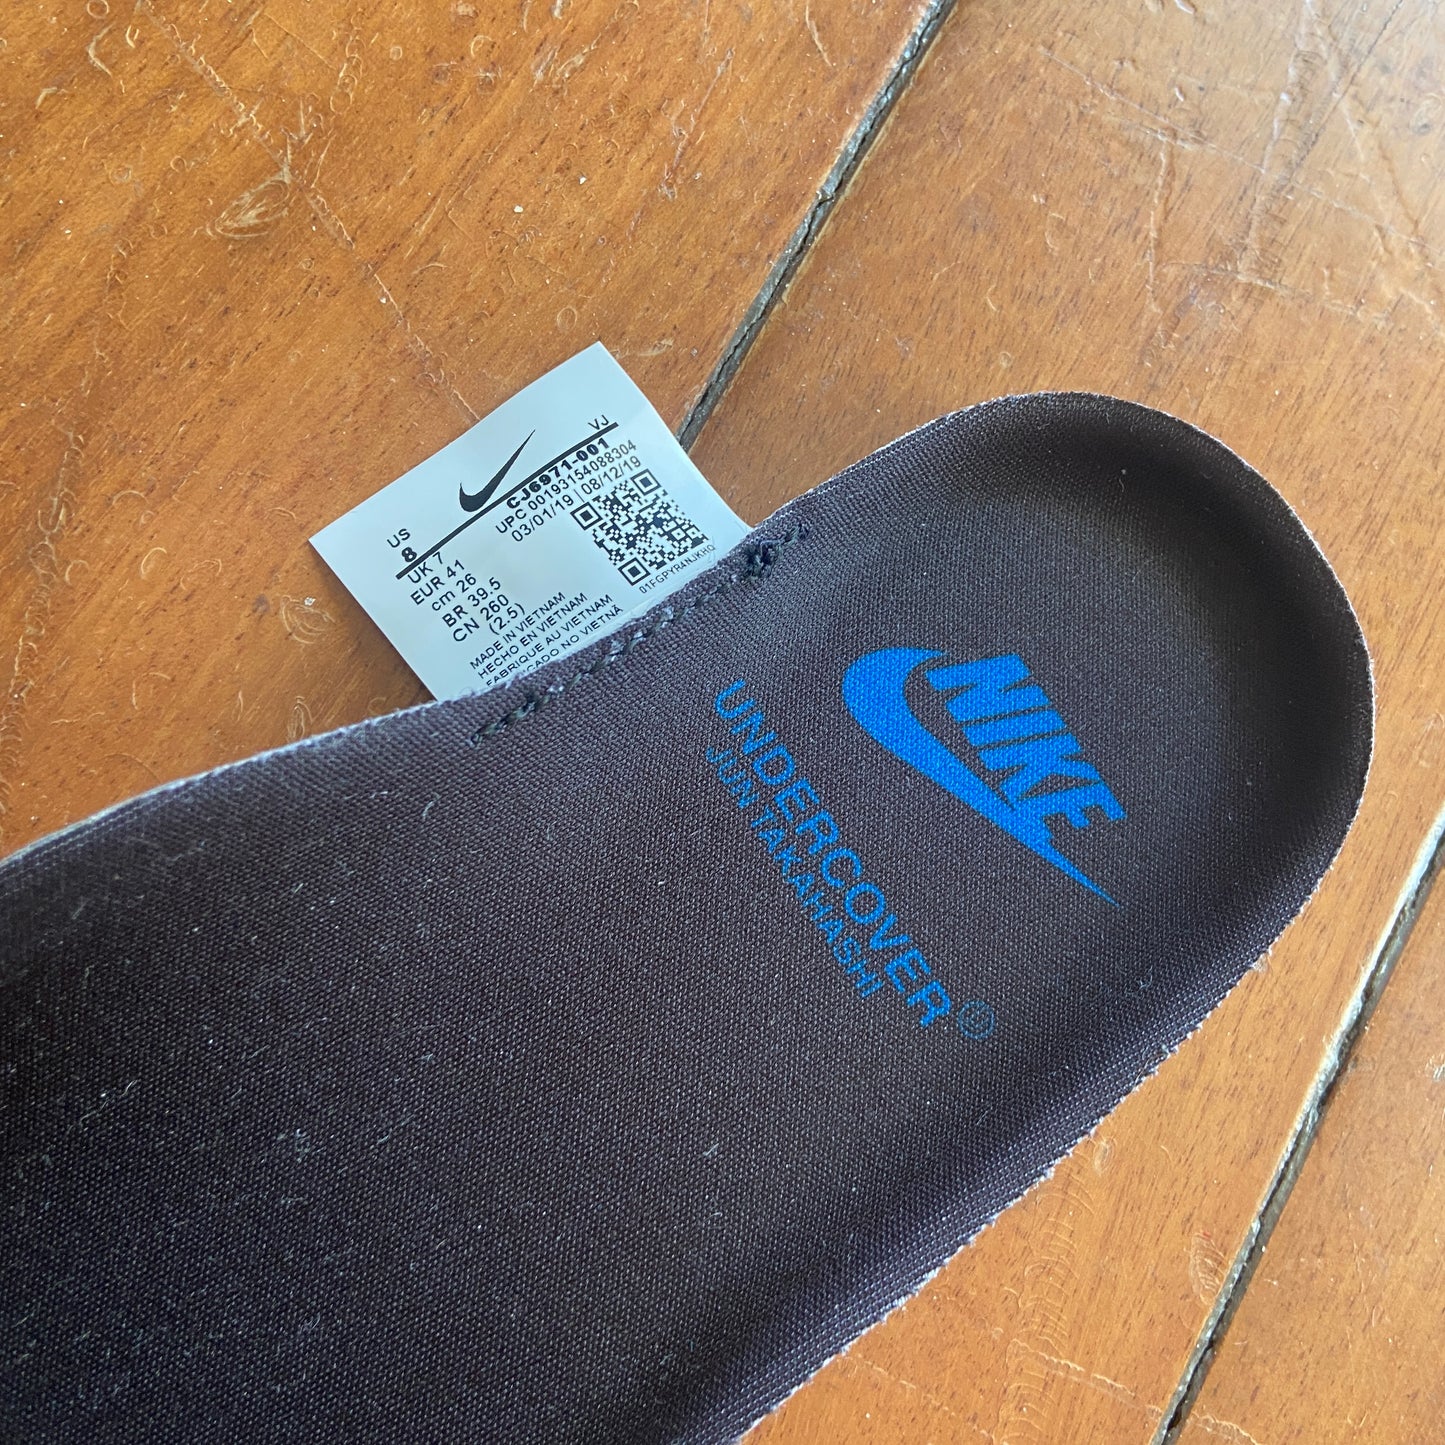 US
8
UK 7
EUR 41
cm 26
BR 39.5
CN 260
(2.5)
MADE IN VIETNAM
HECHO EN VIETNAM
FABRIQUE AU VIETNAM
NO VIETNÃ
VJ
CJ6971-001
UPC 00193154088304
03/01/19 | 08/12/19
01FGPYR4NJKHO
NIKE
UNDERCOVER
JUN TAKAHASHI